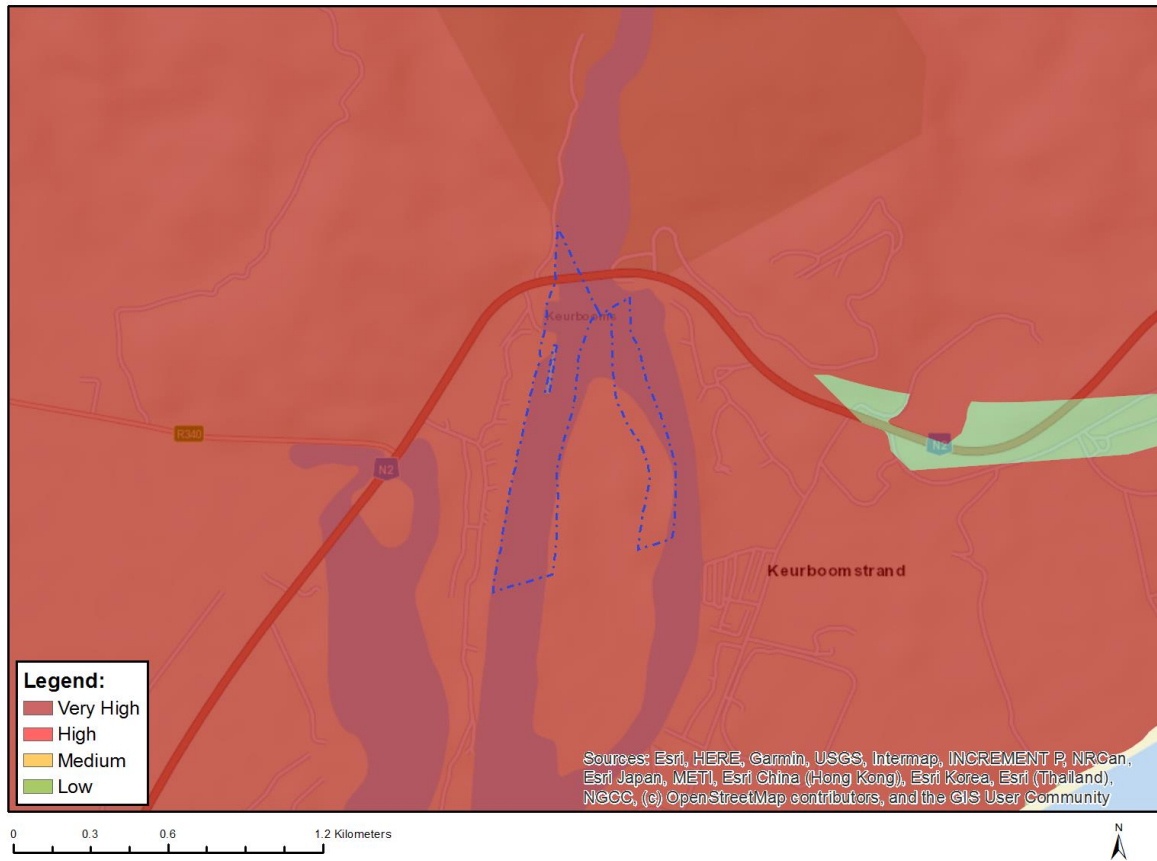 Keurbooms
R340
N2
N2
Keurboomstrand
Legend:
Very High
High
Medium
Low
Sources: Esri, HERE, Garmin, USGS, Intermap, INCREMENT P, NRCan,
Esri Japan, METI, Esri China (Hong Kong), Esri Korea, Esri (Thailand),
NGCC, (c) OpenStreetMap contributors, and the GIS User Community
0 0.3 0.6 1.2 Kilometers
N